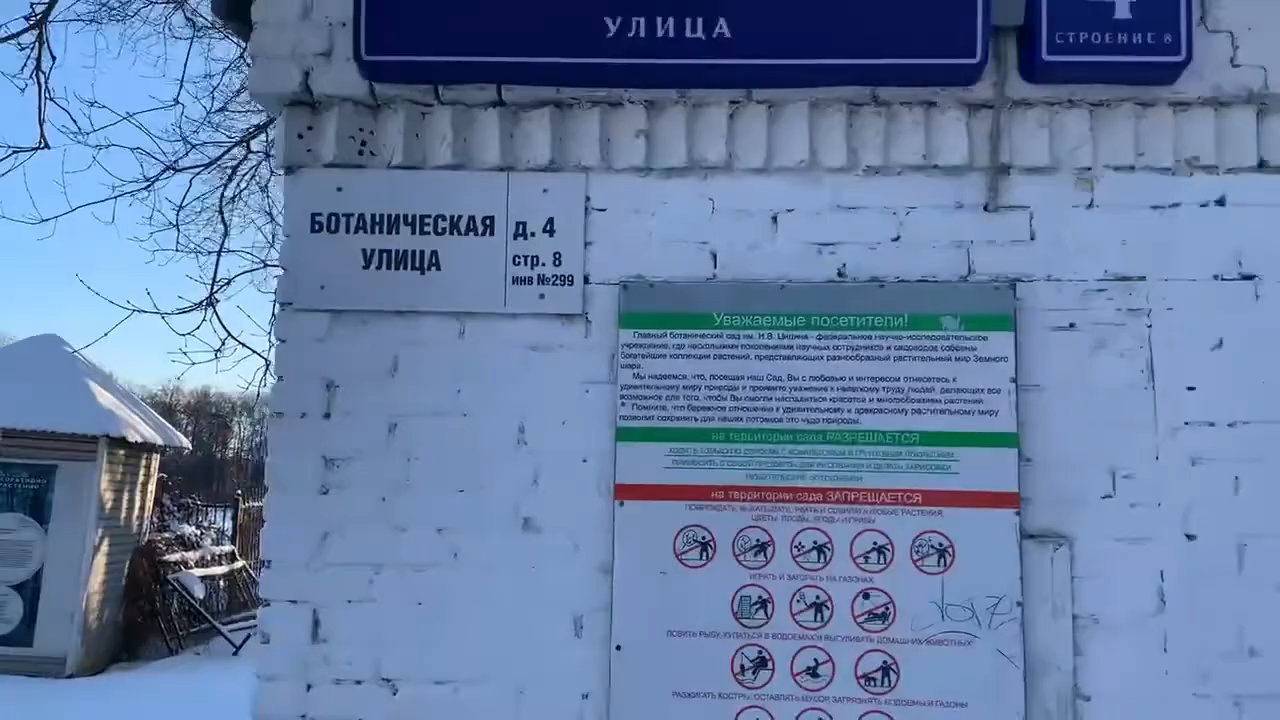 УЛИЦА
4
СТРОЕНИЕ 8
БОТАНИЧЕСКАЯ
УЛИЦА
д. 4
стр. 8
инв №299
Уважаемые посетители!
Главный ботанический сад им. Н.В. Цицина - федеральное научно-исследовательское
учреждение, где несколькими поколениями научных сотрудников и садоводов собраны
богатейшие коллекции растений, представляющих разнообразный растительный мир Земного
шара.
Мы надеемся, что, посещая наш Сад, Вы с любовью и интересом отнесетесь к
удивительному миру природы и проявите уважение к нелегкому труду людей, делающих все
возможное для того, чтобы Вы смогли насладиться красотой и многообразием растений.
Помните, что бережное отношение к удивительному и прекрасному растительному миру
позволит сохранить для наших потомков это чудо природы.
на территории сада РАЗРЕШАЕТСЯ
на территории сада ЗАПРЕЩАЕТСЯ
ПОВРЕЖДАТЬ, ВЫКАПЫВАТЬ, РВАТЬ И СОБИРАТЬ ЛЮБЫЕ РАСТЕНИЯ,
ЦВЕТЫ, ПЛОДЫ, ЯГОДЫ И ГРИБЫ
ИГРАТЬ И ЗАГОРАТЬ НА ГАЗОНАХ
ЛОВИТЬ РЫБУ, КУПАТЬСЯ В ВОДОЕМАХ И ВЫГУЛИВАТЬ ДОМАШНИХ ЖИВОТНЫХ
РАЗЖИГАТЬ КОСТРЫ, ОСТАВЛЯТЬ МУСОР, ЗАГРЯЗНЯТЬ ВОДОЕМЫ И ГАЗОНЫ